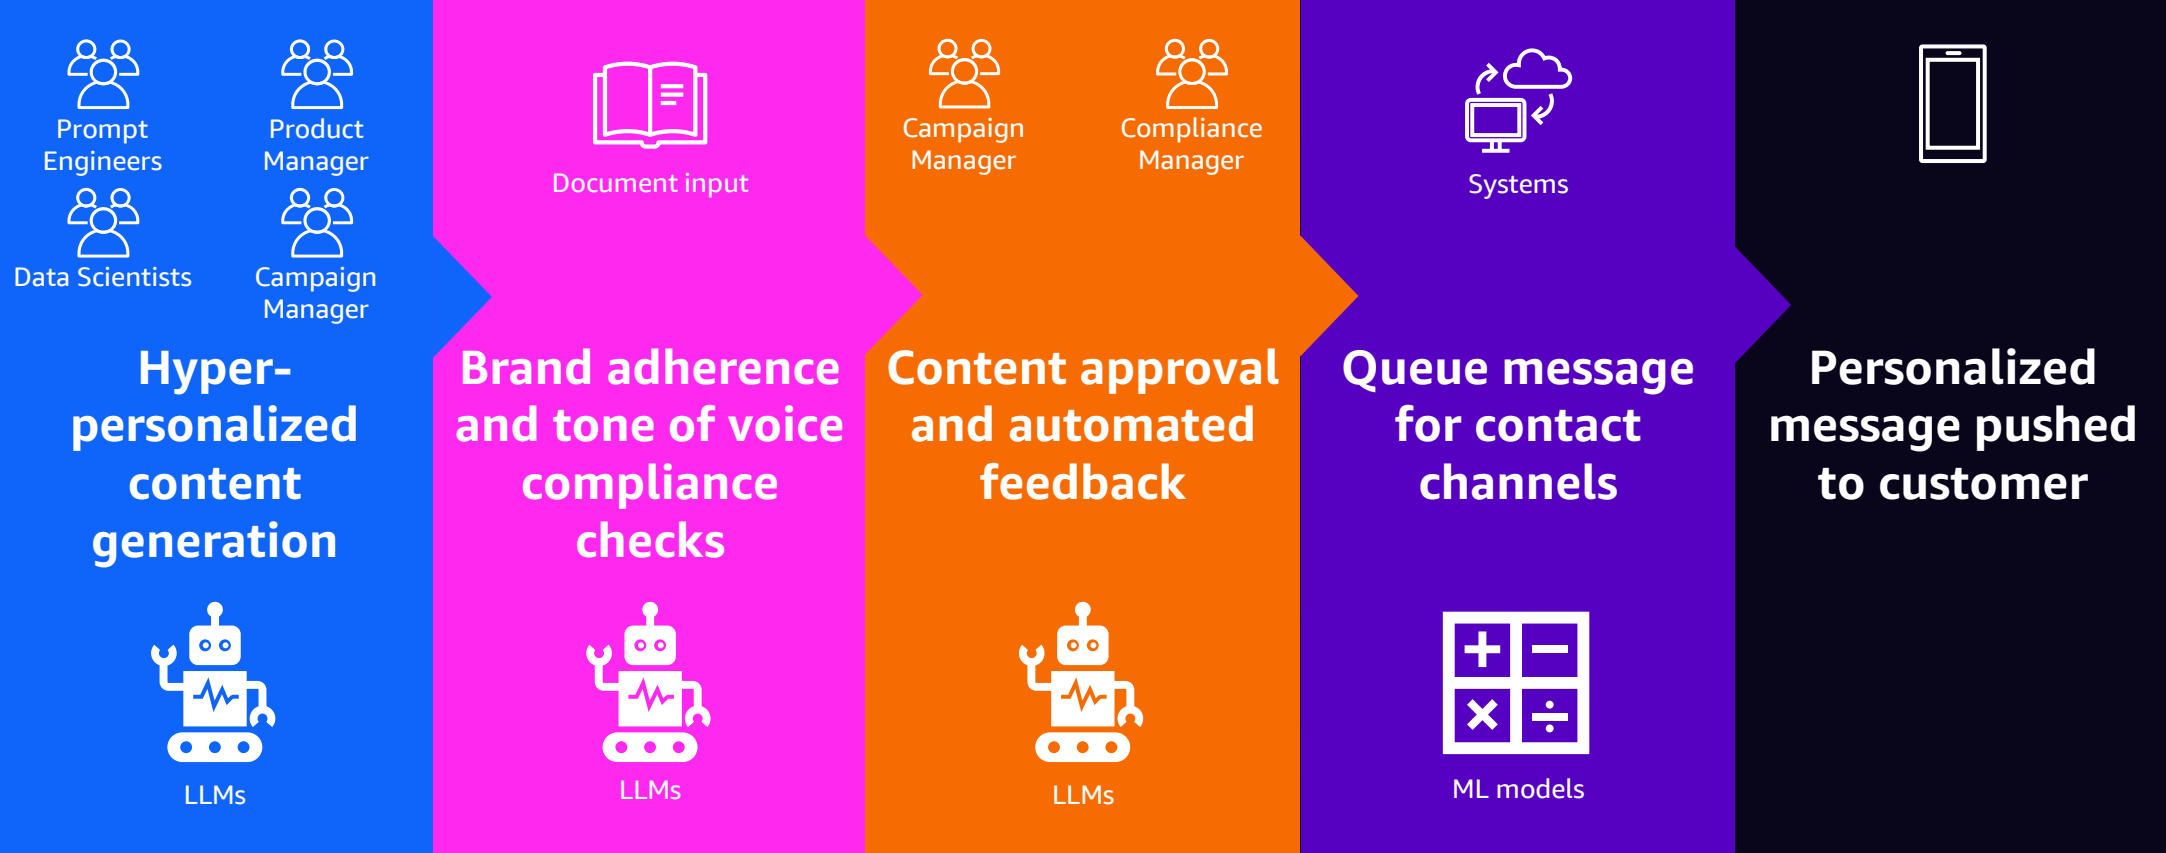 Prompt
Engineers
Product
Manager
Data Scientists
Campaign
Manager
Hyper-
personalized
content
generation
LLMs
Document input
Brand adherence
and tone of voice
compliance
checks
LLMs
Campaign
Manager
Compliance
Manager
Content approval
and automated
feedback
LLMs
Systems
Queue message
for contact
channels
ML models
Personalized
message pushed
to customer